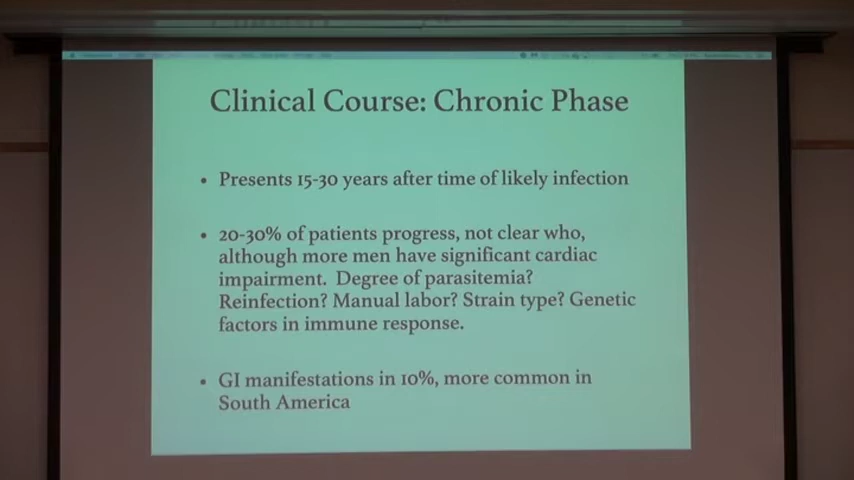 Clinical Course: Chronic Phase
• Presents 15-30 years after time of likely infection
• 20-30% of patients progress, not clear who,
although more men have significant cardiac
impairment. Degree of parasitemia?
Reinfection? Manual labor? Strain type? Genetic
factors in immune response.
• GI manifestations in 10%, more common in
South America